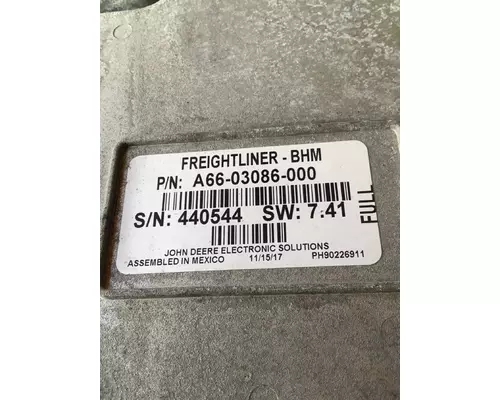 FREIGHTLINER - BHM
P/N: A66-03086-000
S/N: 440544 SW: 7.41
FULL
JOHN DEERE ELECTRONIC SOLUTIONS
ASSEMBLED IN MEXICO 11/15/17 PH90226911